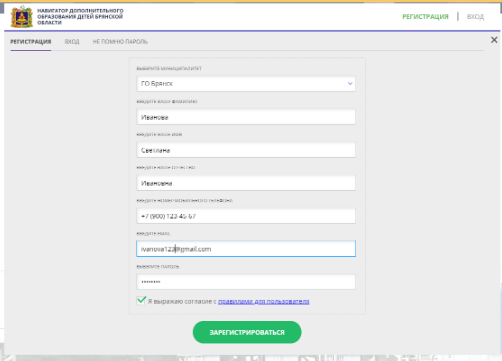 НАВИГАТОР ДОПОЛНИТЕЛЬНОГО
ОБРАЗОВАНИЯ ДЕТЕЙ БРЯНСКОЙ
ОБЛАСТИ
РЕГИСТРАЦИЯ ВХОД
РЕГИСТРАЦИЯ ВХОД НЕ ПОМНЮ ПАРОЛЬ
ВЫБЕРИТЕ МУНИЦИПАЛИТЕТ
ГО Брянск
ВВЕДИТЕ ВАШУ ФАМИЛИЮ
Иванова
ВВЕДИТЕ ВАШЕ ИМЯ
Светлана
ВВЕДИТЕ ВАШЕ ОТЧЕСТВО
Ивановна
ВВЕДИТЕ НОМЕР МОБИЛЬНОГО ТЕЛЕФОНА
+7 (900) 123-45-67
ВВЕДИТЕ EMAIL
ivanova123@gmail.com
ВЫБЕРИТЕ ПАРОЛЬ
••••••••
Я выражаю согласие с правилами для пользователя
ЗАРЕГИСТРИРОВАТЬСЯ